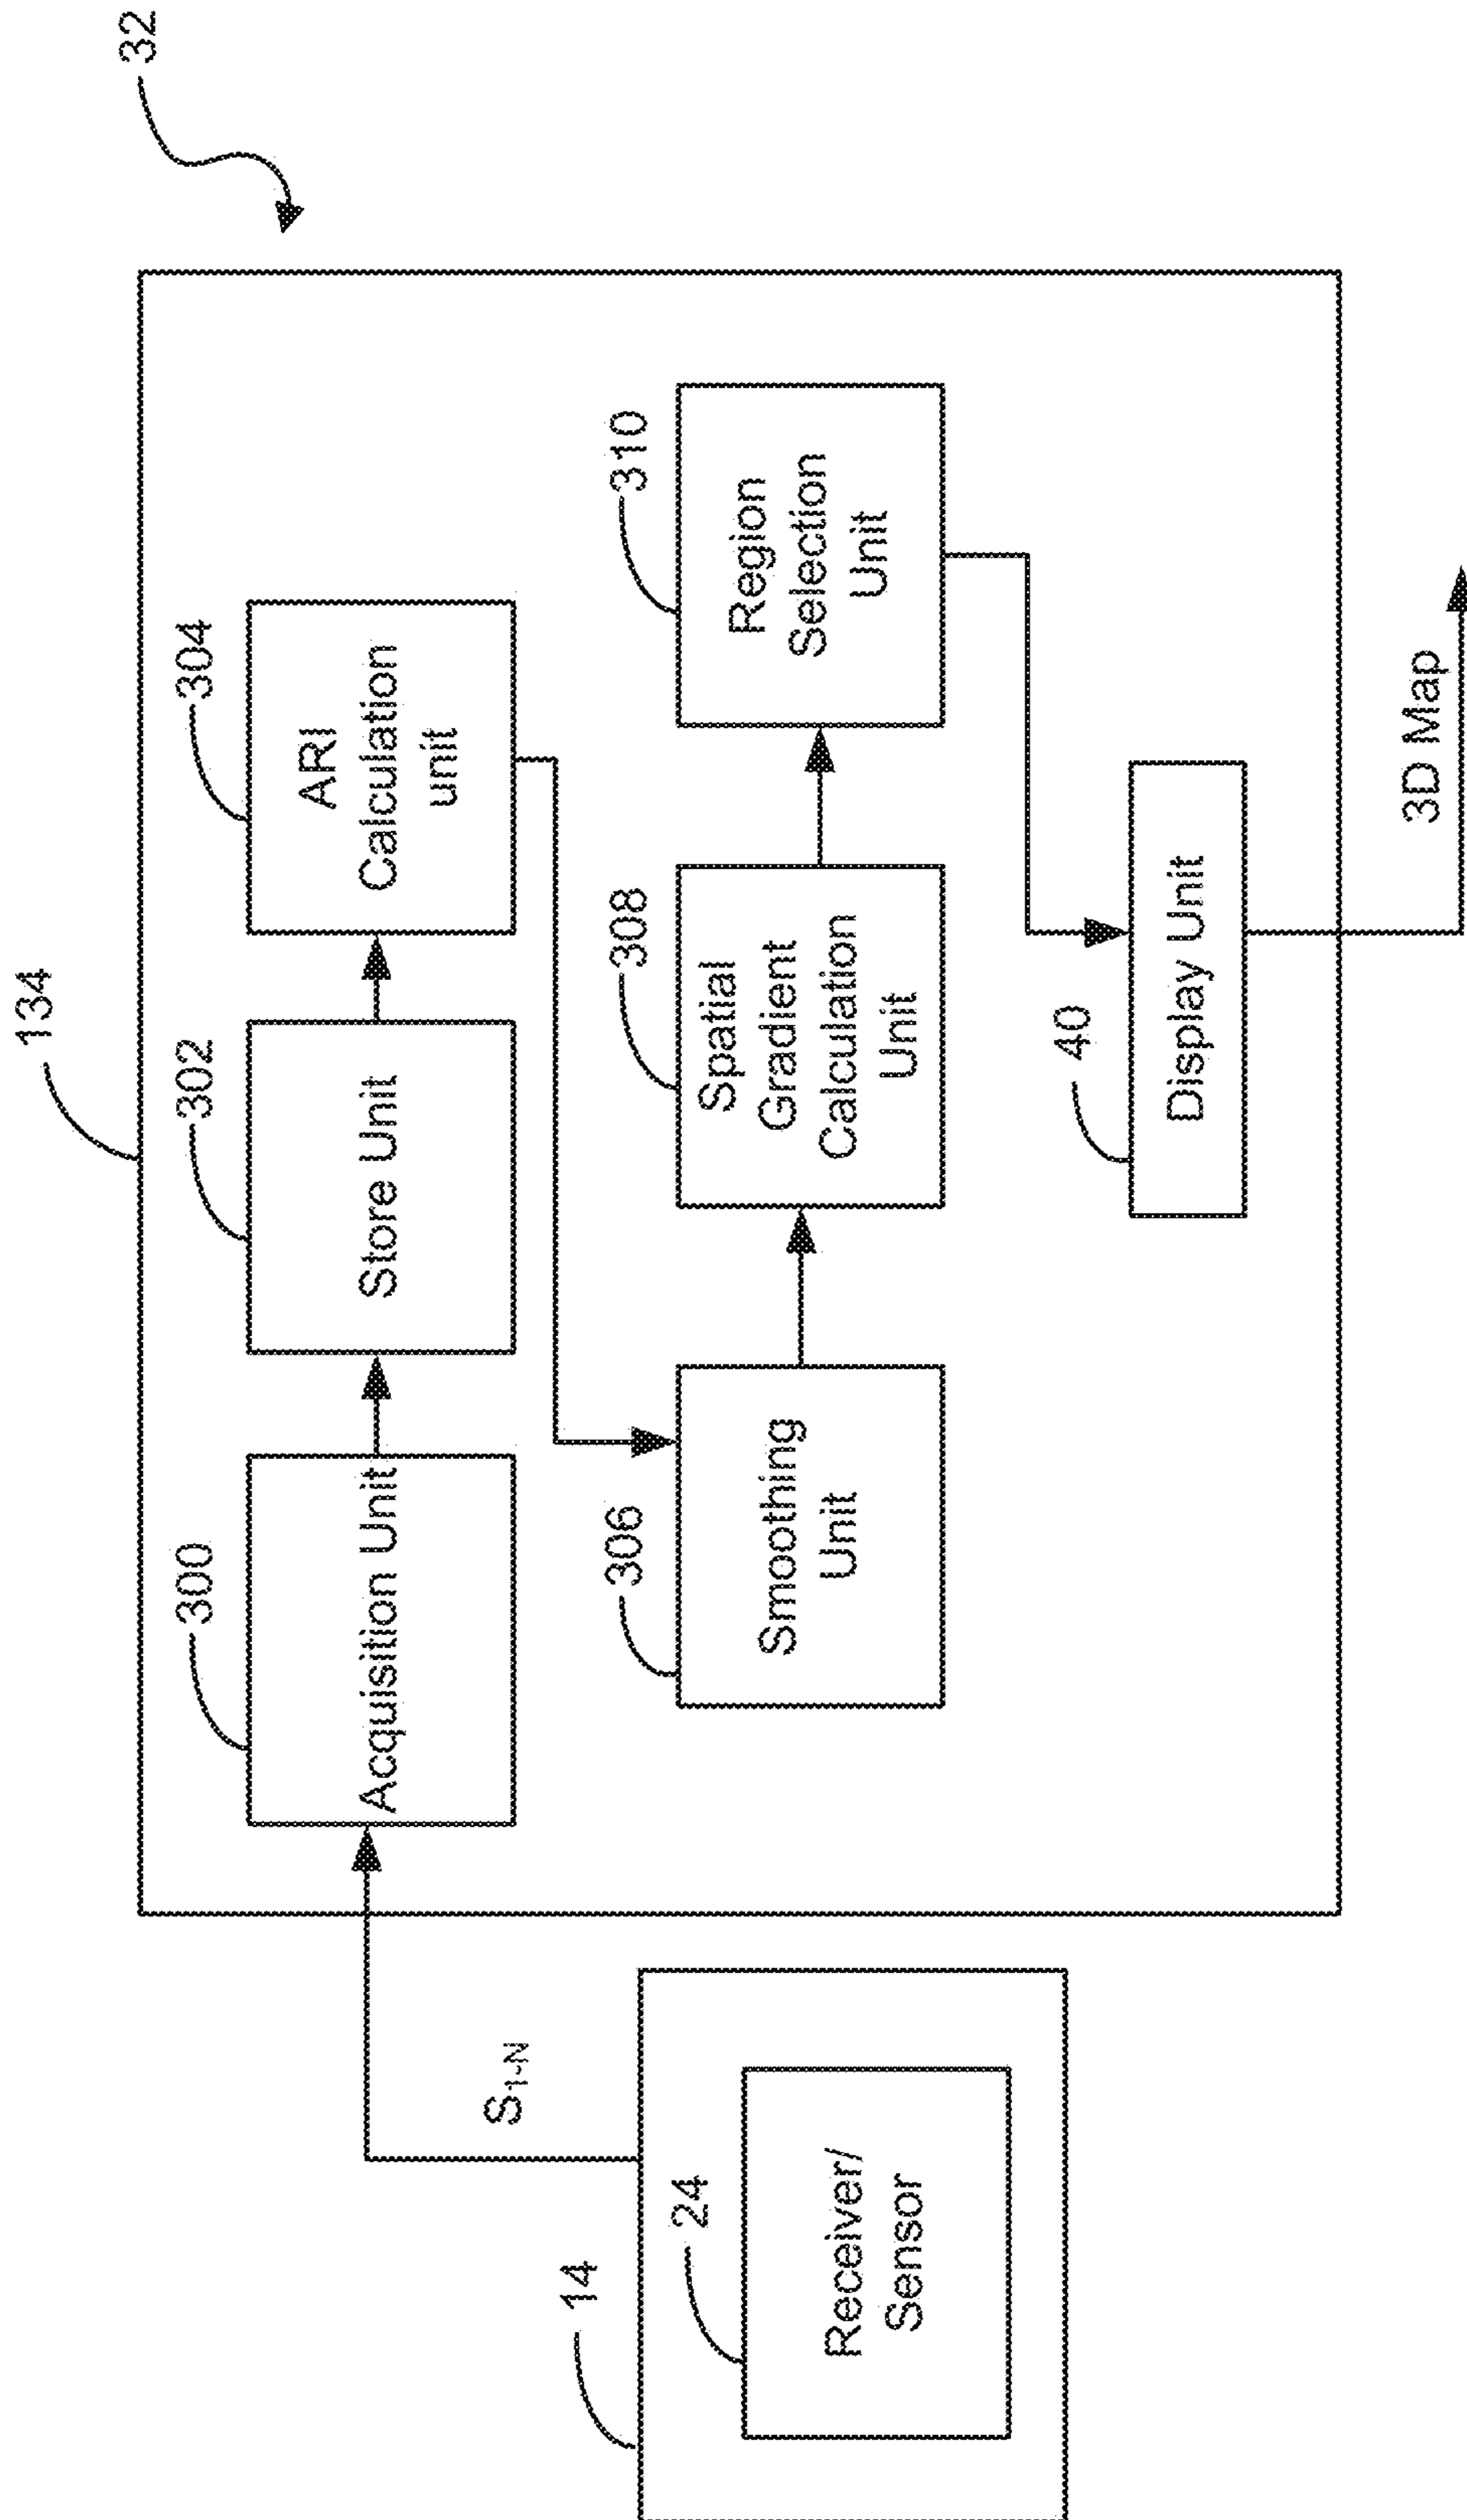 32
134
300
Acquisition Unit
302
Store Unit
304
ARI
Calculation
unit
306
Smoothing
Unit
308
Spatial
Gradient
Calculation
Unit
310
Region
Selection
Unit
40
Display Unit
3D Map
S1-N
14
24
Receiver/
Sensor